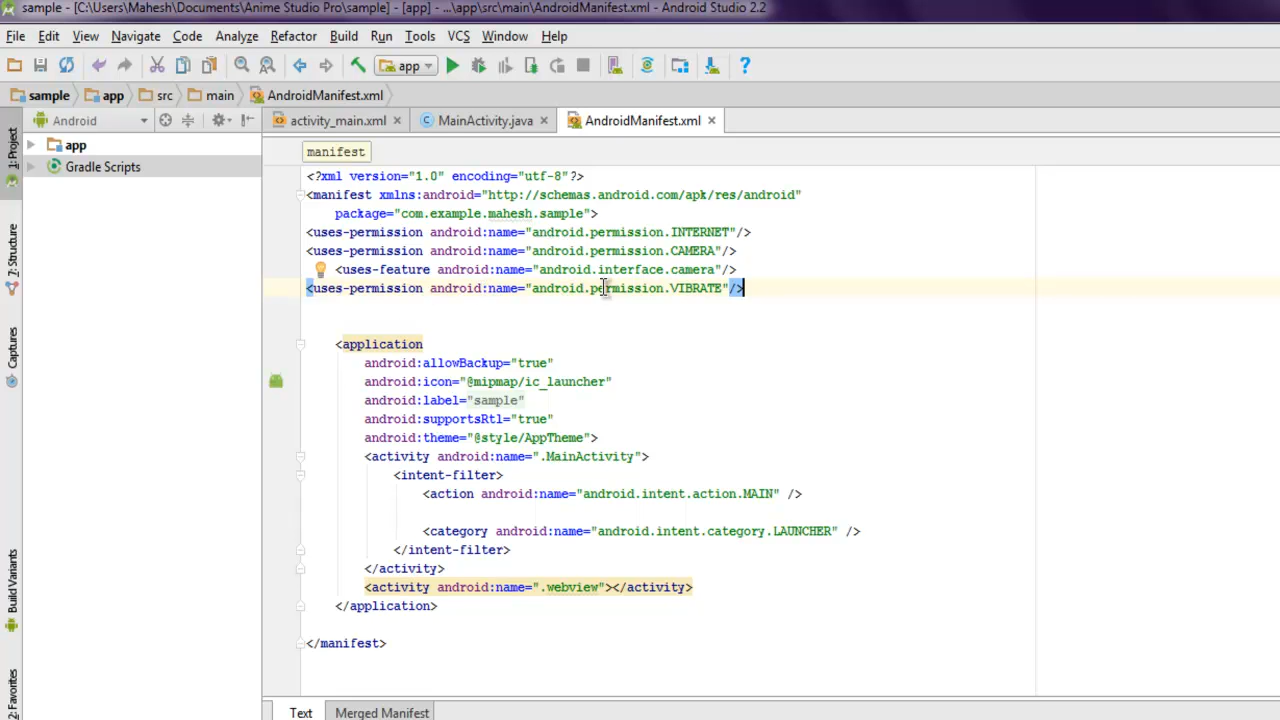 sample - [C:\Users\Mahesh\Documents\Anime Studio Pro\sample] - [app] - ...\app\src\main\AndroidManifest.xml - Android Studio 2.2
File Edit View Navigate Code Analyze Refactor Build Run Tools VCS Window Help
app
sample app src main AndroidManifest.xml
Android activity_main.xml MainActivity.java AndroidManifest.xml
1: Project
7: Structure
Captures
Build Variants
2: Favorites
app
Gradle Scripts
manifest
<?xml version="1.0" encoding="utf-8"?>
<manifest xmlns:android="http://schemas.android.com/apk/res/android"
package="com.example.mahesh.sample">
<uses-permission android:name="android.permission.INTERNET"/>
<uses-permission android:name="android.permission.CAMERA"/>
<uses-feature android:name="android.interface.camera"/>
<uses-permission android:name="android.permission.VIBRATE"/>
<application
android:allowBackup="true"
android:icon="@mipmap/ic_launcher"
android:label="sample"
android:supportsRtl="true"
android:theme="@style/AppTheme">
<activity android:name=".MainActivity">
<intent-filter>
<action android:name="android.intent.action.MAIN" />
<category android:name="android.intent.category.LAUNCHER" />
</intent-filter>
</activity>
<activity android:name=".webview"></activity>
</application>
</manifest>
Text Merged Manifest